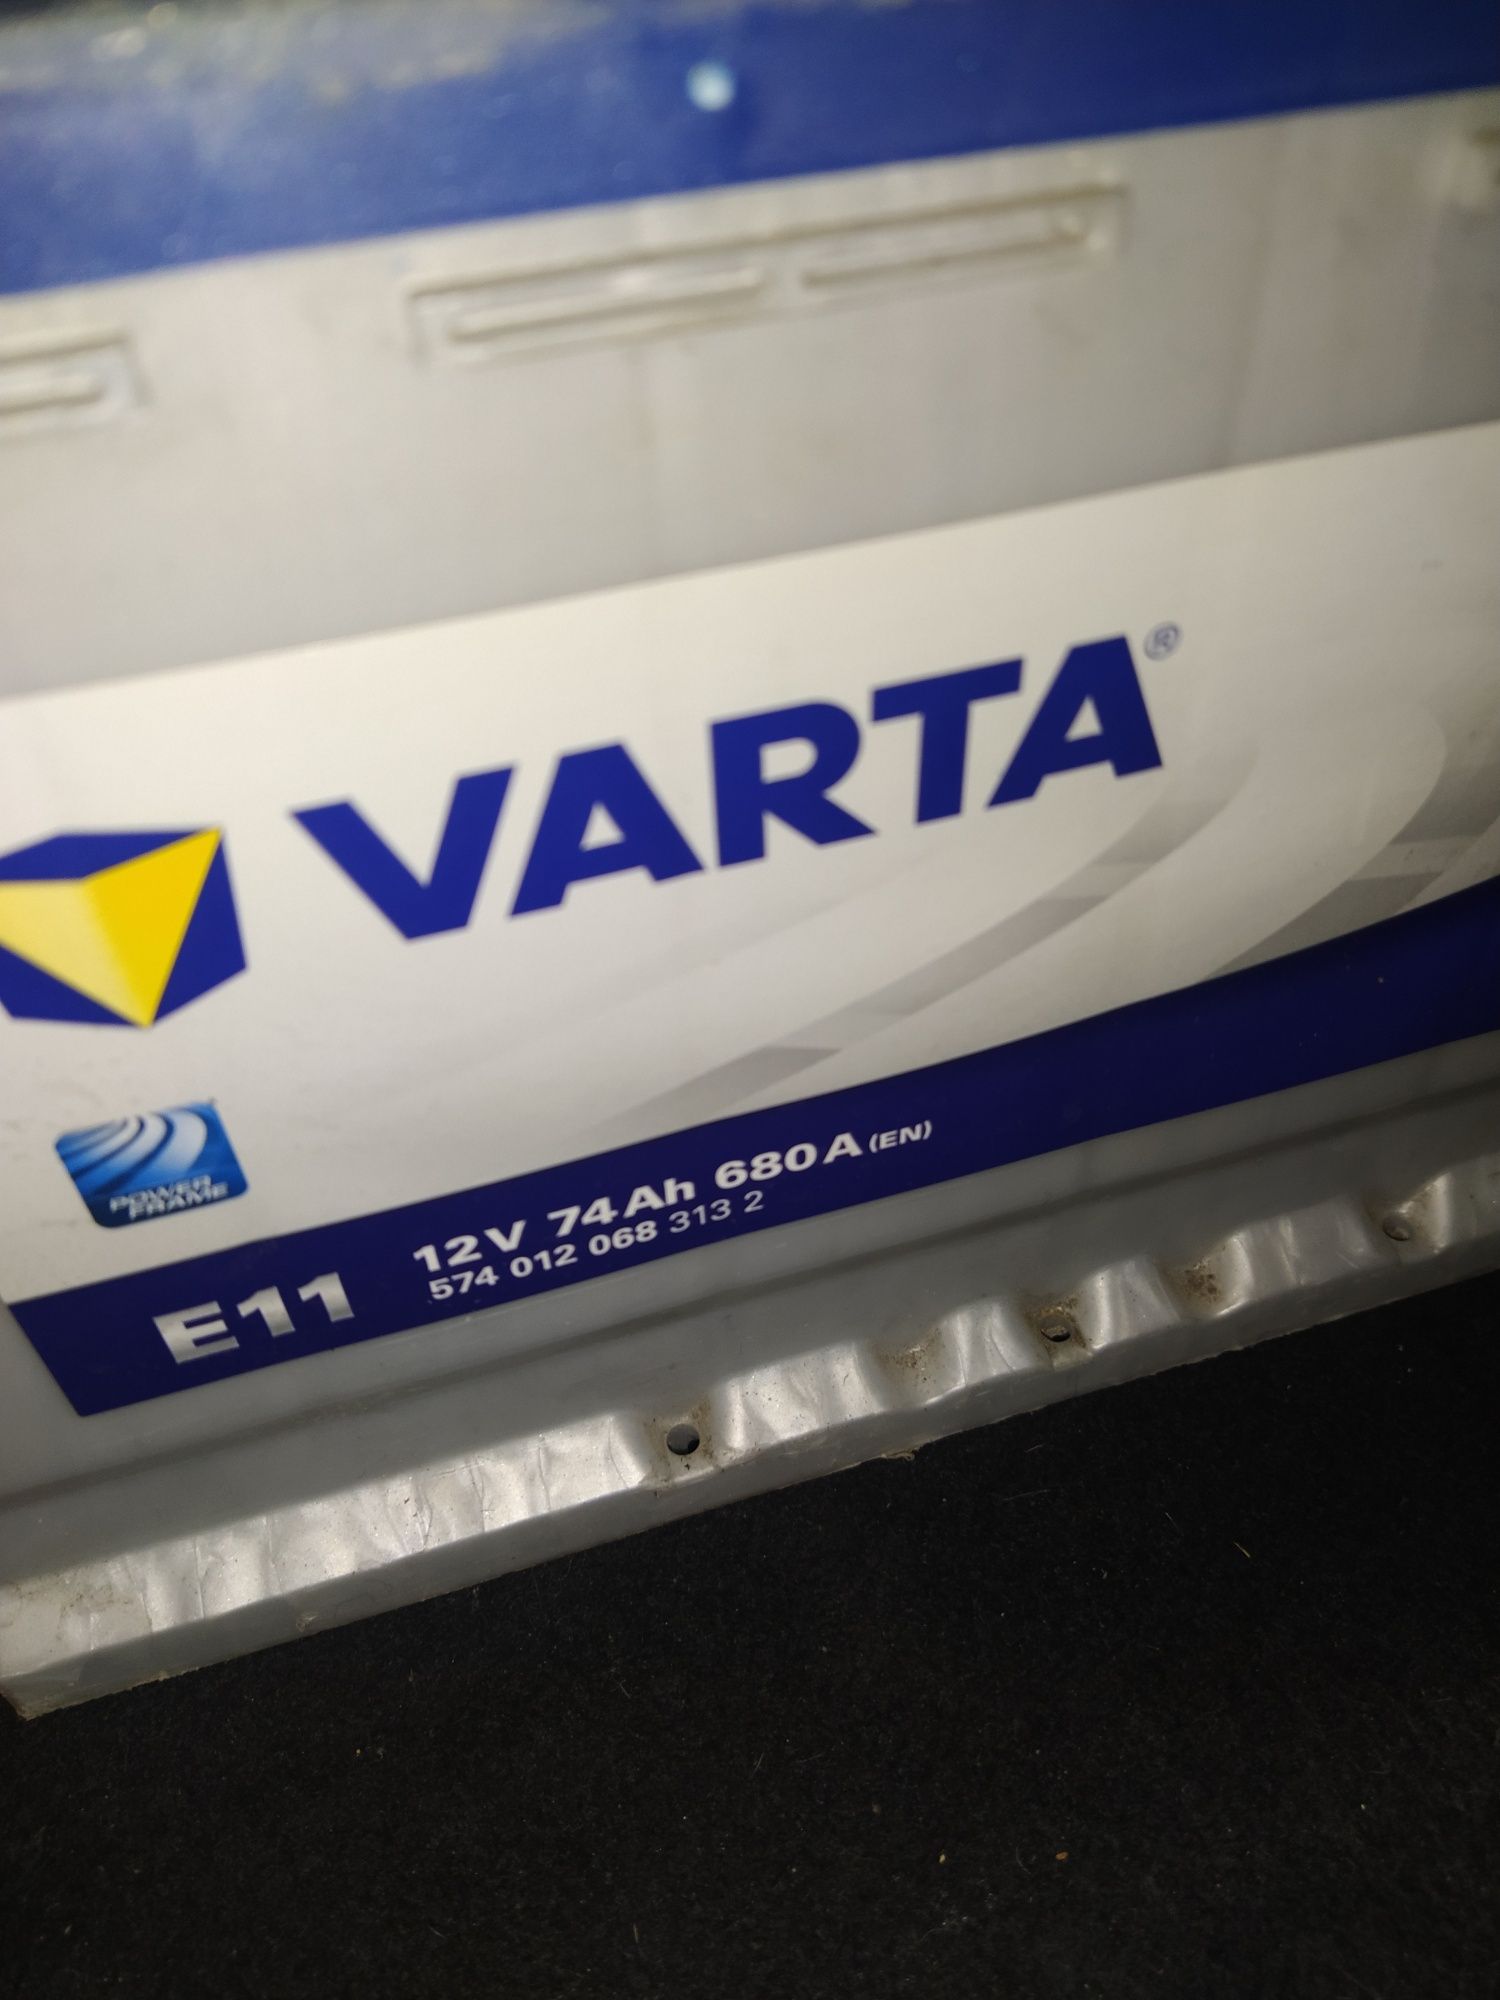 VARTA®
POWER
FRAME
E11
12V 74Ah 680A (EN)
574 012 068 313 2